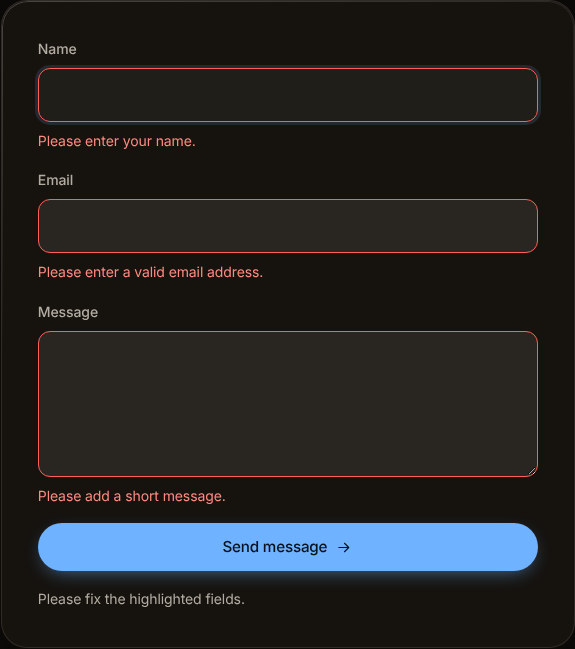 Name
Please enter your name.
Email
Please enter a valid email address.
Message
Please add a short message.
Send message →
Please fix the highlighted fields.